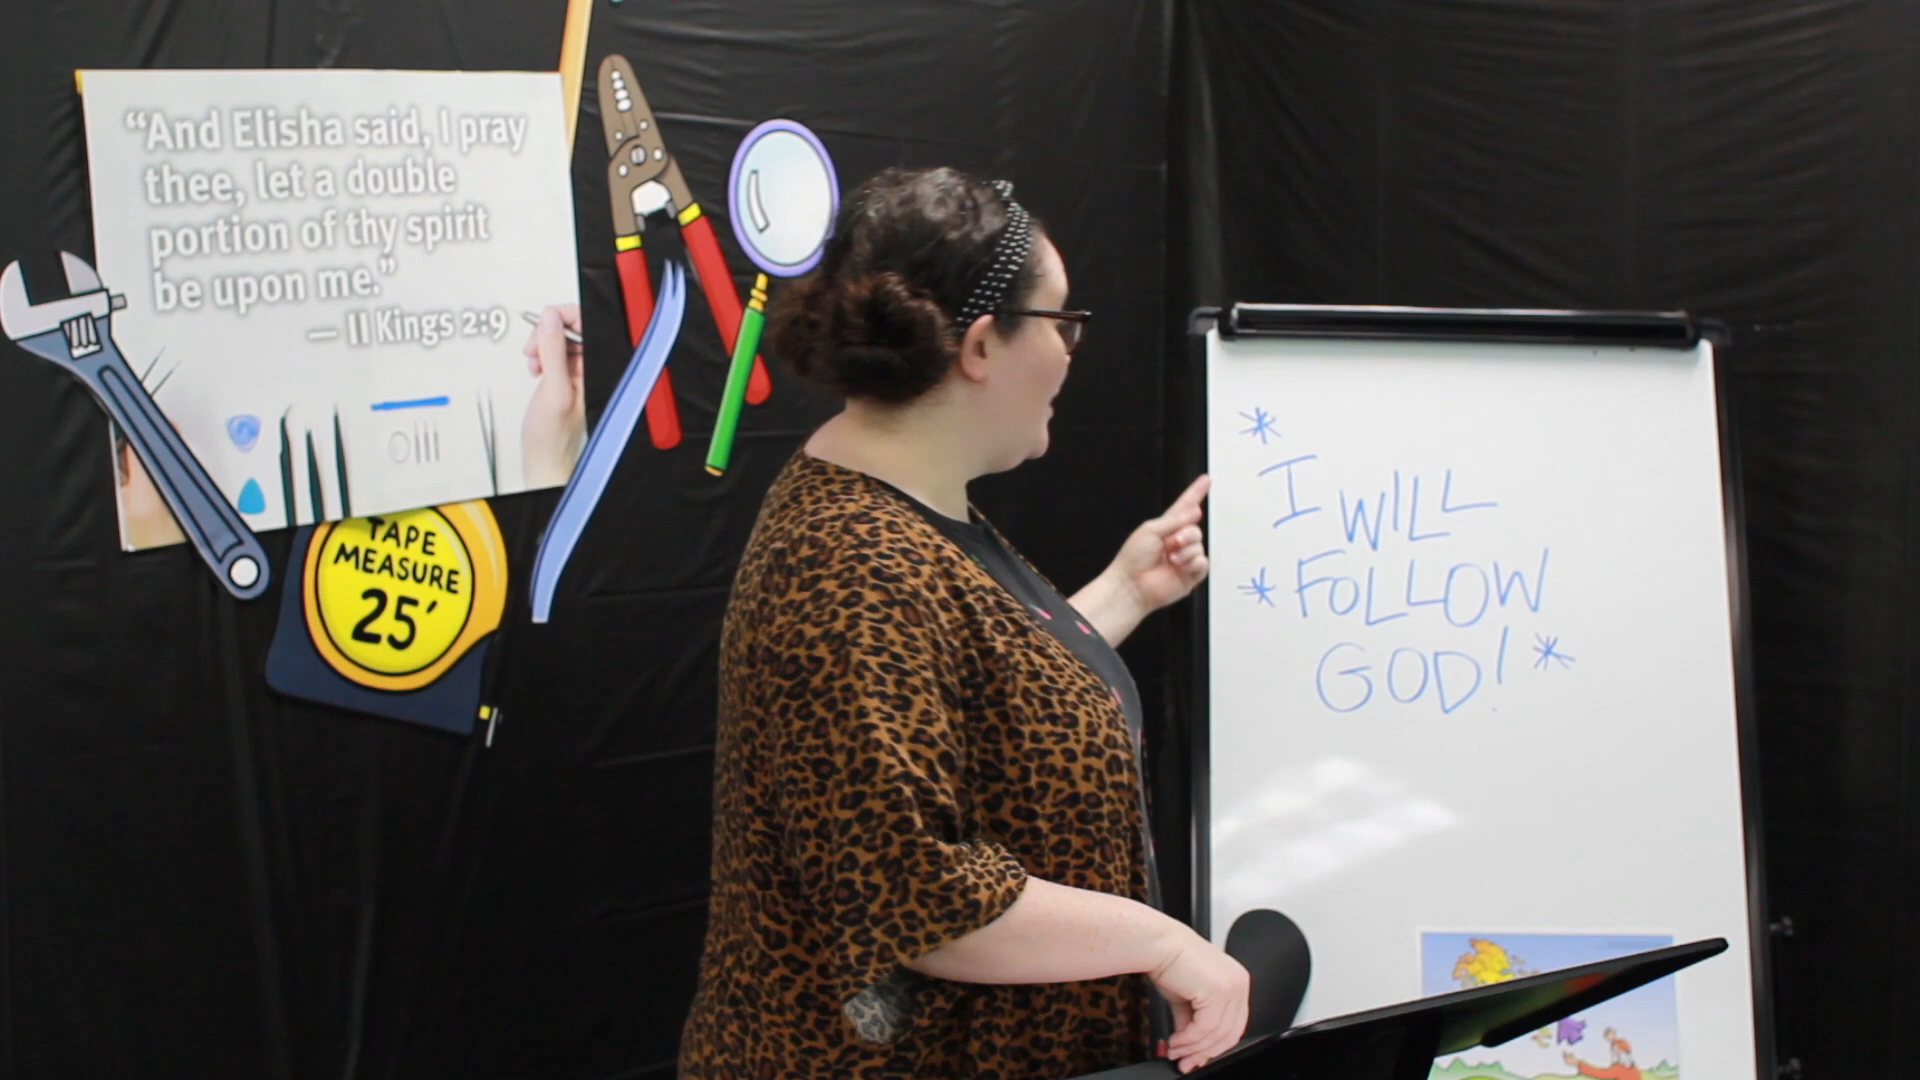 “And Elisha said, I pray
thee, let a double
portion of thy spirit
be upon me.”
— II Kings 2:9
TAPE
MEASURE
25’
* I WILL
* FOLLOW
GOD! *